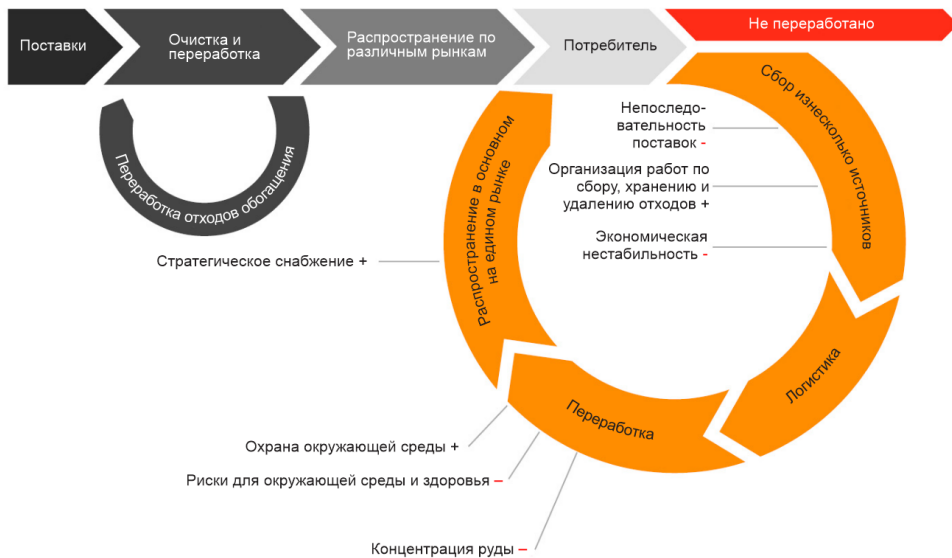 Поставки
Очистка и
переработка
Распространение по
различным рынкам
Потребитель
Не переработано
Переработка отходов обогащения
Сбор изнесколько источников
Непоследо-
вательность
поставок -
Организация работ по
сбору, хранению и
удалению отходов +
Экономическая
нестабильность -
Логистика
Переработка
Распространение в основном
на едином рынке
Стратегическое снабжение +
Охрана окружающей среды +
Риски для окружающей среды и здоровья –
Концентрация руды –